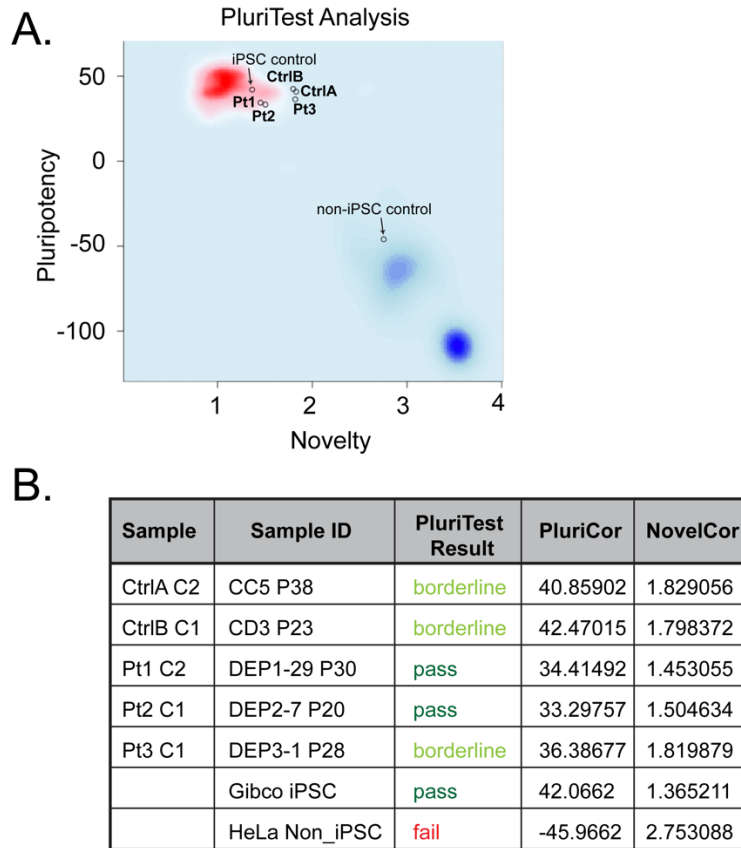 A.
PluriTest Analysis
iPSC control
CtrlB
CtrlA
Pt1
Pt2
Pt3
50
0
-50
-100
Pluripotency
non-iPSC control
1 2 3 4
Novelty
B.
Sample Sample ID PluriTest Result PluriCor NovelCor
CtrlA C2 CC5 P38 borderline 40.85902 1.829056
CtrlB C1 CD3 P23 borderline 42.47015 1.798372
Pt1 C2 DEP1-29 P30 pass 34.41492 1.453055
Pt2 C1 DEP2-7 P20 pass 33.29757 1.504634
Pt3 C1 DEP3-1 P28 borderline 36.38677 1.819879
Gibco iPSC pass 42.0662 1.365211
HeLa Non_iPSC fail -45.9662 2.753088